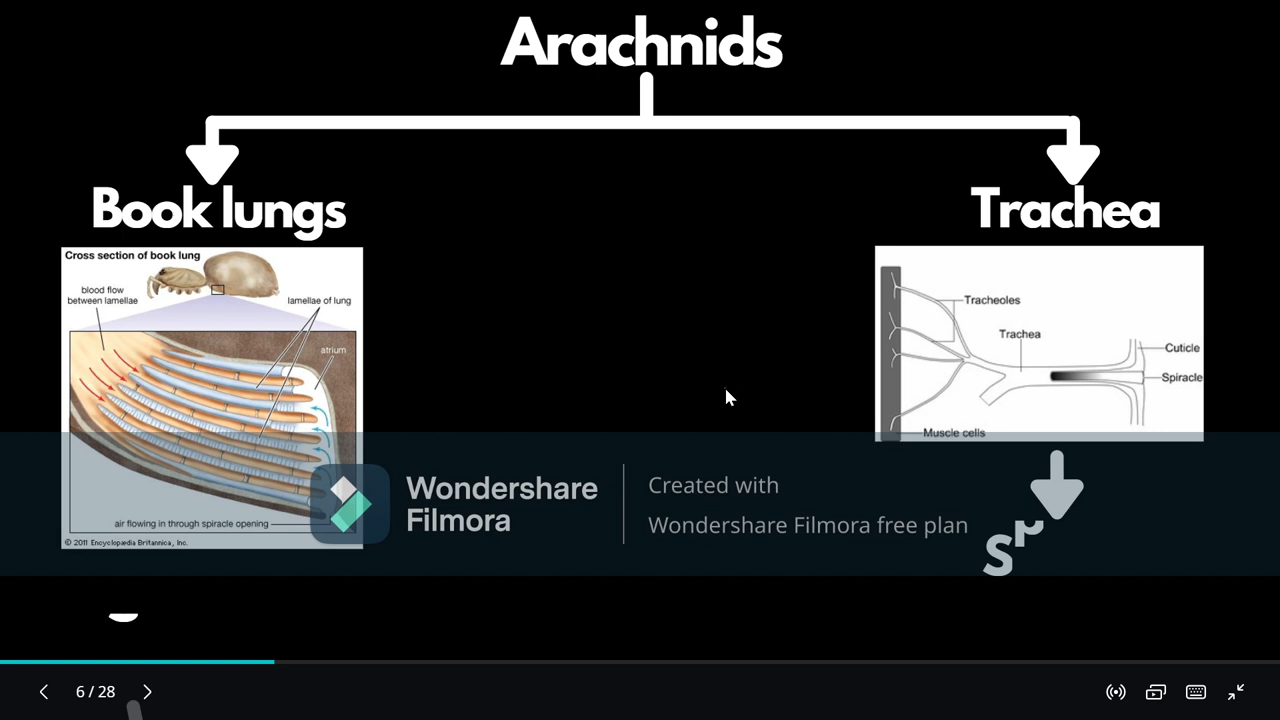 Arachnids
Book lungs
Trachea
Cross section of book lung
blood flow
between lamellae
lamellae of lung
atrium
air flowing in through spiracle opening
© 2011 Encyclopædia Britannica, Inc.
Tracheoles
Trachea
Cuticle
Spiracle
Muscle cells
Wondershare
Filmora
Created with
Wondershare Filmora free plan
6 / 28